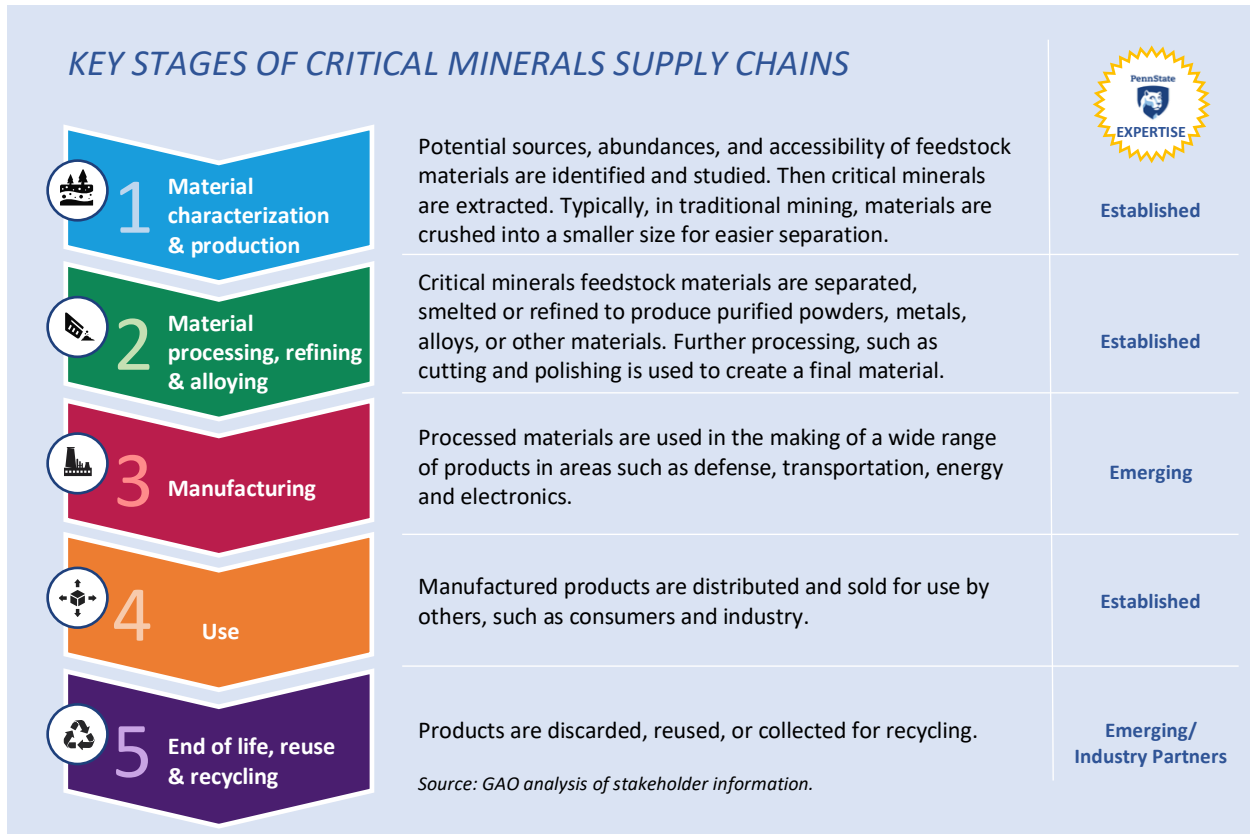 KEY STAGES OF CRITICAL MINERALS SUPPLY CHAINS
PennState
EXPERTISE
1
Material
characterization
& production
Potential sources, abundances, and accessibility of feedstock
materials are identified and studied. Then critical minerals
are extracted. Typically, in traditional mining, materials are
crushed into a smaller size for easier separation.
Established
2
Material
processing, refining
& alloying
Critical minerals feedstock materials are separated,
smelted or refined to produce purified powders, metals,
alloys, or other materials. Further processing, such as
cutting and polishing is used to create a final material.
Established
3
Manufacturing
Processed materials are used in the making of a wide range
of products in areas such as defense, transportation, energy
and electronics.
Emerging
4
Use
Manufactured products are distributed and sold for use by
others, such as consumers and industry.
Established
5
End of life, reuse
& recycling
Products are discarded, reused, or collected for recycling.
Source: GAO analysis of stakeholder information.
Emerging/
Industry Partners